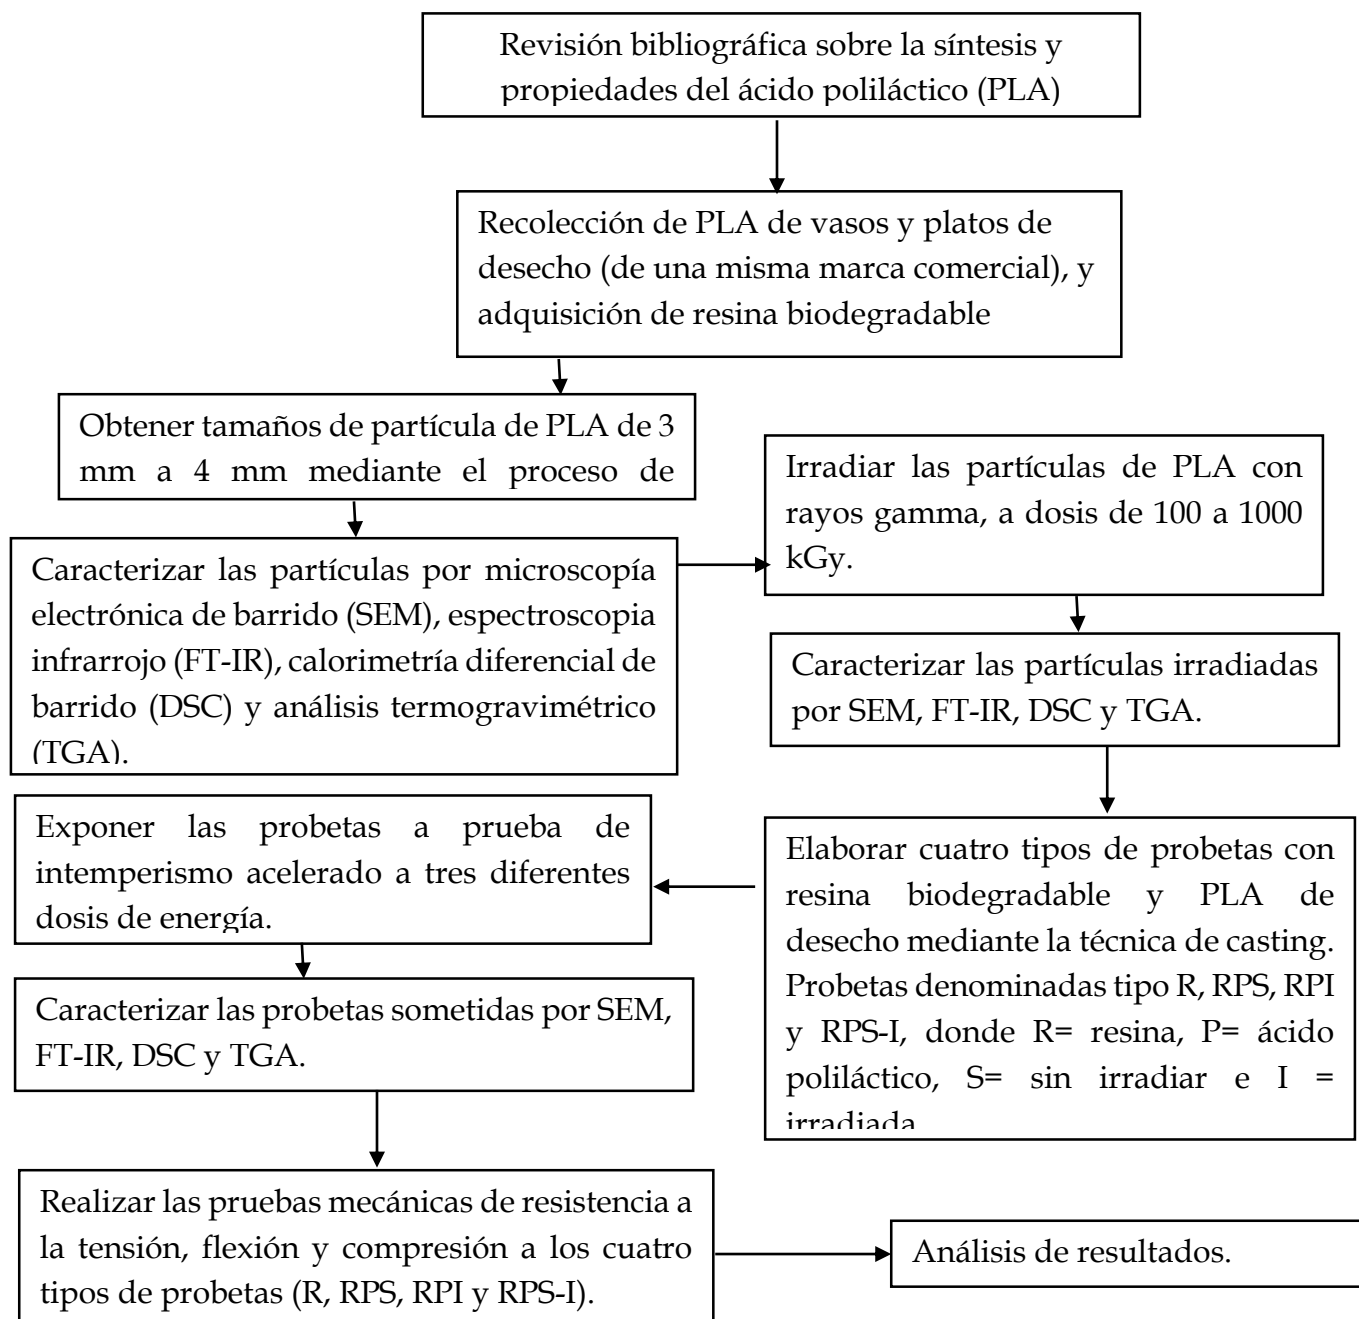 Revisión bibliográfica sobre la síntesis y
propiedades del ácido poliláctico (PLA)
Recolección de PLA de vasos y platos de
desecho (de una misma marca comercial), y
adquisición de resina biodegradable
Obtener tamaños de partícula de PLA de 3
mm a 4 mm mediante el proceso de
Caracterizar las partículas por microscopía
electrónica de barrido (SEM), espectroscopia
infrarrojo (FT-IR), calorimetría diferencial de
barrido (DSC) y análisis termogravimétrico
(TGA).
Irradiar las partículas de PLA con
rayos gamma, a dosis de 100 a 1000
kGy.
Caracterizar las partículas irradiadas
por SEM, FT-IR, DSC y TGA.
Elaborar cuatro tipos de probetas con
resina biodegradable y PLA de
desecho mediante la técnica de casting.
Probetas denominadas tipo R, RPS, RPI
y RPS-I, donde R= resina, P= ácido
poliláctico, S= sin irradiar e I =
irradiada
Exponer las probetas a prueba de
intemperismo acelerado a tres diferentes
dosis de energía.
Caracterizar las probetas sometidas por SEM,
FT-IR, DSC y TGA.
Realizar las pruebas mecánicas de resistencia a
la tensión, flexión y compresión a los cuatro
tipos de probetas (R, RPS, RPI y RPS-I).
Análisis de resultados.